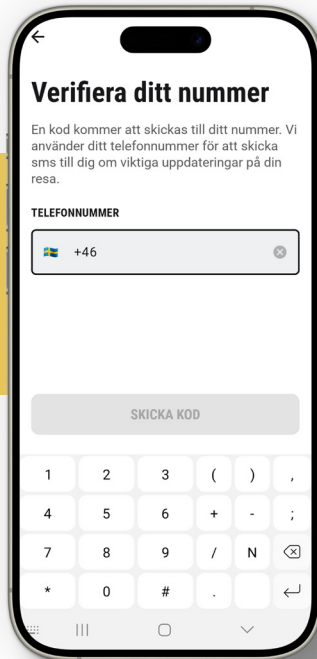 Verifiera ditt nummer
En kod kommer att skickas till ditt nummer. Vi
använder ditt telefonnummer för att skicka
sms till dig om viktiga uppdateringar på din
resa.
TELEFONNUMMER
+46
SKICKA KOD
1 2 3 ( ) ,
4 5 6 + - ;
7 8 9 / N
* 0 # .